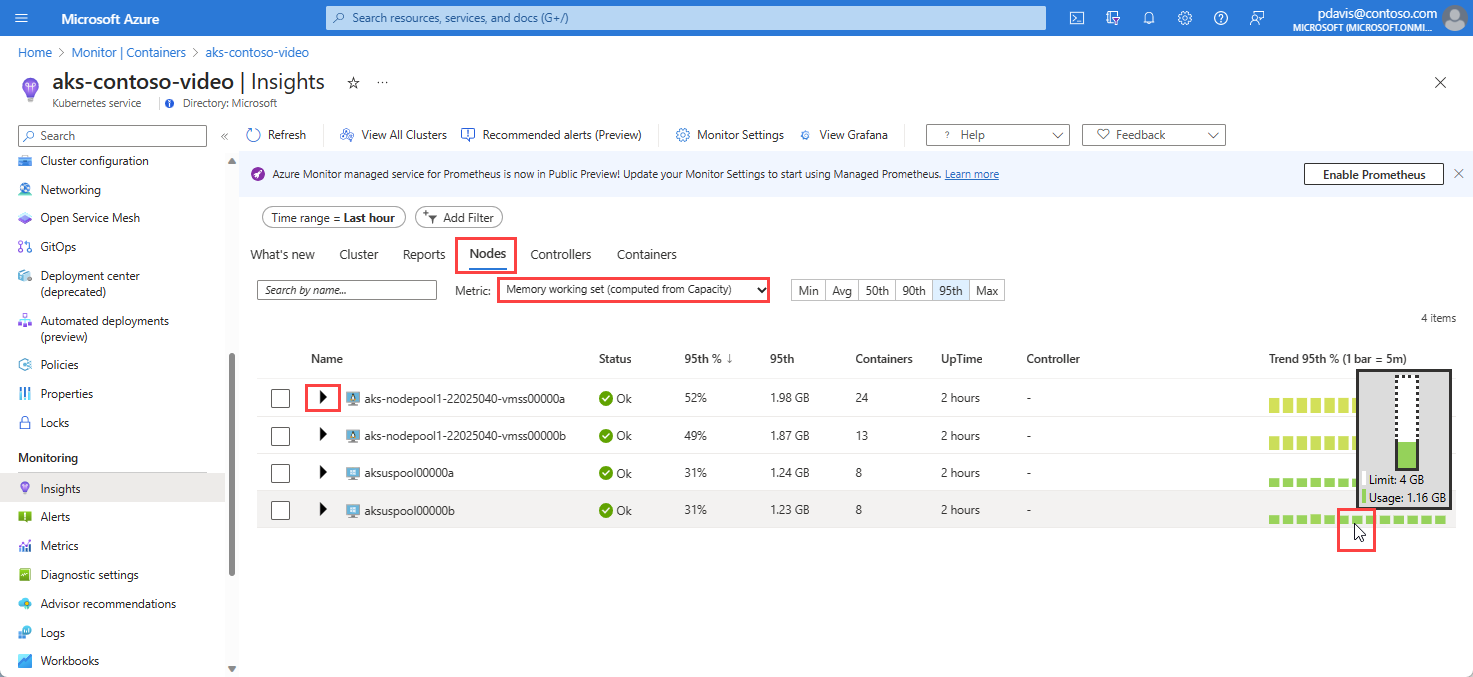 Microsoft Azure
Search resources, services, and docs (G+/)
pdavis@contoso.com
MICROSOFT (MICROSOFT.ONMI...
Home > Monitor | Containers > aks-contoso-video
aks-contoso-video | Insights
Kubernetes service
Directory: Microsoft
Search
«
Refresh
View All Clusters
Recommended alerts (Preview)
Monitor Settings
View Grafana
? Help
Feedback
Azure Monitor managed service for Prometheus is now in Public Preview! Update your Monitor Settings to start using Managed Prometheus. Learn more
Enable Prometheus
Cluster configuration
Networking
Open Service Mesh
GitOps
Deployment center
(deprecated)
Automated deployments
(preview)
Policies
Properties
Locks
Monitoring
Insights
Alerts
Metrics
Diagnostic settings
Advisor recommendations
Logs
Workbooks
Time range = Last hour
Add Filter
What's new
Cluster
Reports
Nodes
Controllers
Containers
Search by name...
Metric:
Memory working set (computed from Capacity)
Min
Avg
50th
90th
95th
Max
4 items
Name Status 95th % ↓ 95th Containers UpTime Controller Trend 95th % (1 bar = 5m)
aks-nodepool1-22025040-vmss00000a Ok 52% 1.98 GB 24 2 hours -
aks-nodepool1-22025040-vmss00000b Ok 49% 1.87 GB 13 2 hours -
aksuspool00000a Ok 31% 1.24 GB 8 2 hours -
aksuspool00000b Ok 31% 1.23 GB 8 2 hours -
Limit: 4 GB
Usage: 1.16 GB